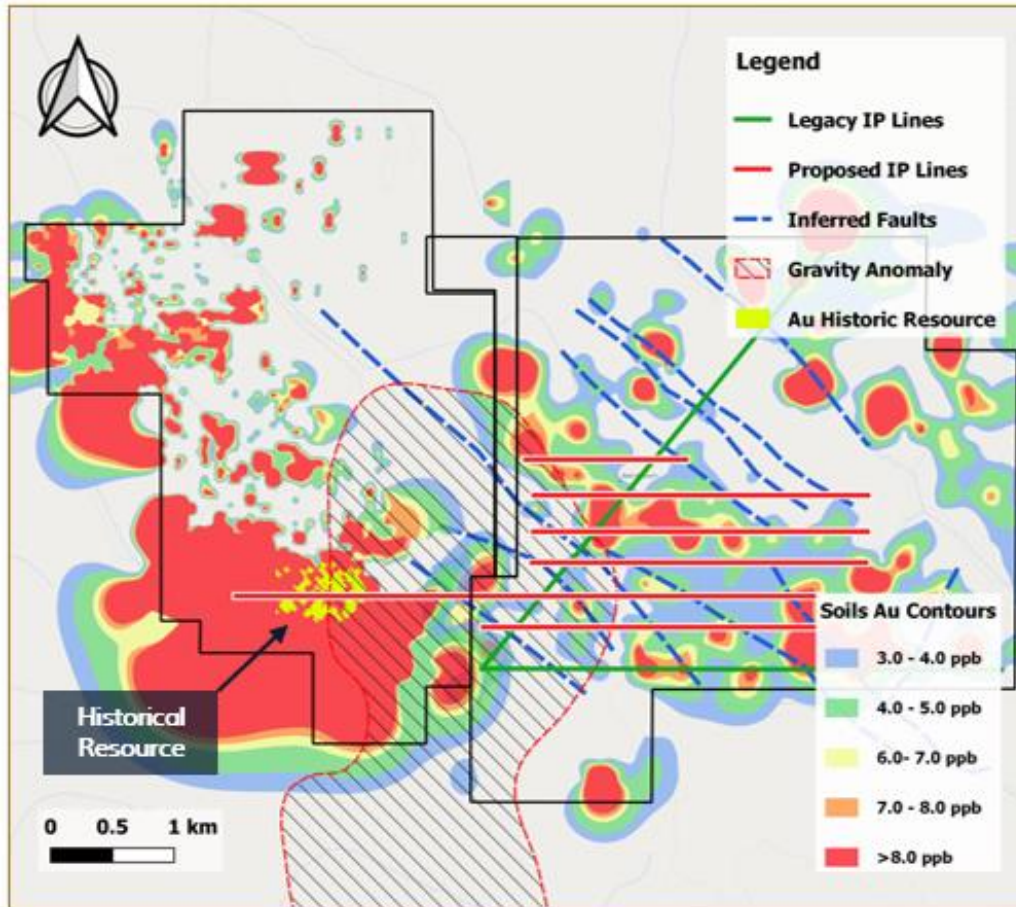 Legend
Legacy IP Lines
Proposed IP Lines
Inferred Faults
Gravity Anomaly
Au Historic Resource
Historical
Resource
0 0.5 1 km
Soils Au Contours
3.0 - 4.0 ppb
4.0 - 5.0 ppb
6.0- 7.0 ppb
7.0 - 8.0 ppb
>8.0 ppb